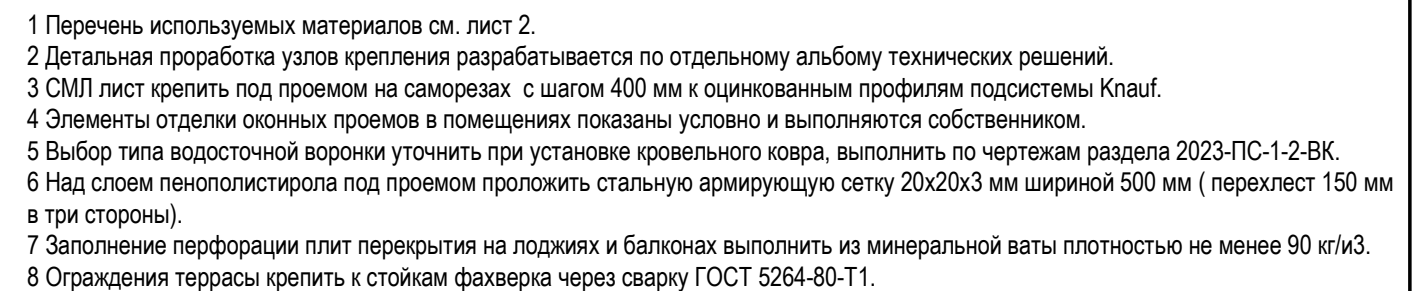 1 Перечень используемых материалов см. лист 2.
2 Детальная проработка узлов крепления разрабатывается по отдельному альбому технических решений.
3 СМЛ лист крепить под проемом на саморезах  с шагом 400 мм к оцинкованным профилям подсистемы Knauf.
4 Элементы отделки оконных проемов в помещениях показаны условно и выполняются собственником.
5 Выбор типа водосточной воронки уточнить при установке кровельного ковра, выполнить по чертежам раздела 2023-ПС-1-2-ВК.
6 Над слоем пенополистирола под проемом проложить стальную армирующую сетку 20х20х3 мм шириной 500 мм ( перехлест 150 мм
в три стороны).
7 Заполнение перфорации плит перекрытия на лоджиях и балконах выполнить из минеральной ваты плотностью не менее 90 кг/и3.
8 Ограждения террасы крепить к стойкам фахверка через сварку ГОСТ 5264-80-Т1.